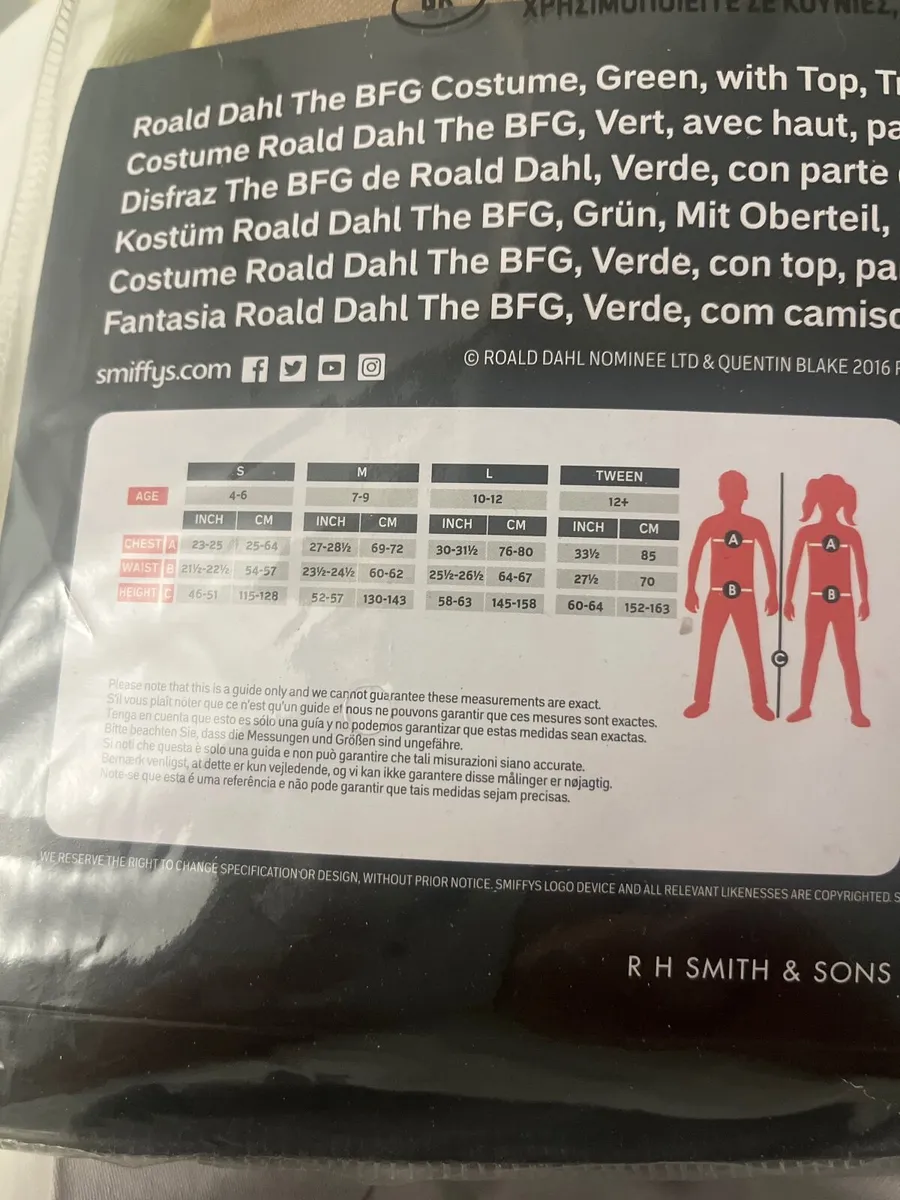 GR ΧΡΗΣΙΜΟΠΟΙΕΙΤΕ ΣΕ ΚΟΥΝΙΕΣ,
Roald Dahl The BFG Costume, Green, with Top, Tr
Costume Roald Dahl The BFG, Vert, avec haut, pa
Disfraz The BFG de Roald Dahl, Verde, con parte
Kostüm Roald Dahl The BFG, Grün, Mit Oberteil,
Costume Roald Dahl The BFG, Verde, con top, pa
Fantasia Roald Dahl The BFG, Verde, com camiso
smiffys.com
© ROALD DAHL NOMINEE LTD & QUENTIN BLAKE 2016
S M L TWEEN
AGE 4-6 7-9 10-12 12+
INCH CM INCH CM INCH CM INCH CM
CHEST A 23-25 25-64 27-28½ 69-72 30-31½ 76-80 33½ 85
WAIST B 21½-22½ 54-57 23½-24½ 60-62 25½-26½ 64-67 27½ 70
HEIGHT C 46-51 115-128 52-57 130-143 58-63 145-158 60-64 152-163
A A
B B
C
Please note that this is a guide only and we cannot guarantee these measurements are exact.
S'il vous plaît noter que ce n'est qu'un guide et nous ne pouvons garantir que ces mesures sont exactes.
Tenga en cuenta que esto es sólo una guía y no podemos garantizar que estas medidas sean exactas.
Bitte beachten Sie, dass die Messungen und Größen sind ungefähre.
Si noti che questa è solo una guida e non può garantire che tali misurazioni siano accurate.
Bemærk venligst, at dette er kun vejledende, og vi kan ikke garantere disse målinger er nøjagtig.
Note-se que esta é uma referência e não pode garantir que tais medidas sejam precisas.
WE RESERVE THE RIGHT TO CHANGE SPECIFICATION OR DESIGN, WITHOUT PRIOR NOTICE. SMIFFYS LOGO DEVICE AND ALL RELEVANT LIKENESSES ARE COPYRIGHTED. S
R H SMITH & SONS